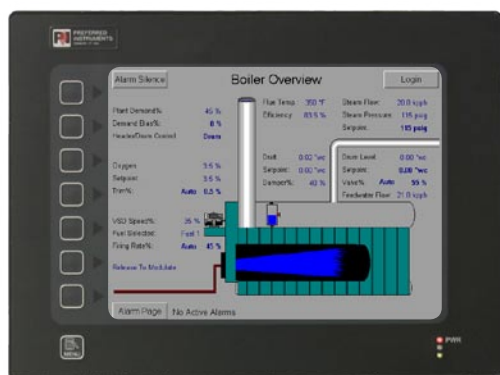 PREFERRED
INSTRUMENTS
Alarm Silence
Boiler Overview
Login
Plant Demand%: 45 %
Demand Bias%: 0 %
Header/Drum Control Drum
Flue Temp.: 350 °F
Efficiency 83.5 %
Steam Flow: 20.0 kpph
Steam Pressure: 115 psig
Setpoint: 115 psig
Oxygen 3.5 %
Setpoint: 3.5 %
Trim%: Auto 0.5 %
Draft: 0.02 "wc
Setpoint: 0.00 "wc
Damper%: 40 %
Drum Level 0.00 "wc
Setpoint: 0.00 "wc
Valve%: Auto 55 %
Feedwater Flow: 21.0 kpph
VSD Speed%: 35 %
Fuel Selected: Fuel 1
Firing Rate%: Auto 45 %
Release To Modulate
Alarm Page
No Active Alarms
MENU
PWR